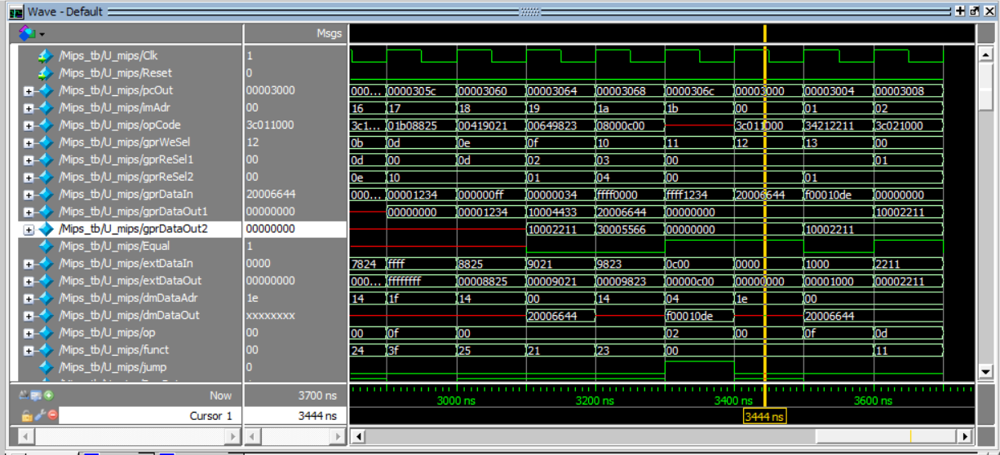 Wave - Default
Msgs
/Mips_tb/U_mips/Clk 1
/Mips_tb/U_mips/Reset 0
/Mips_tb/U_mips/pcOut 00003000 000... 0000305c 00003060 00003064 00003068 0000306c 00003000 00003004 00003008
/Mips_tb/U_mips/imAdr 00 16 17 18 19 1a 1b 00 01 02
/Mips_tb/U_mips/opCode 3c011000 3c1... 01b08825 00419021 00649823 08000c00 3c011000 34212211 3c021000
/Mips_tb/U_mips/gprWeSel 12 0b 0d 0e 0f 10 11 12 13 00
/Mips_tb/U_mips/gprReSel1 00 0d 00 0d 02 03 00 01
/Mips_tb/U_mips/gprReSel2 00 0e 10 01 04 00 01
/Mips_tb/U_mips/gprDataIn 20006644 000... 00001234 000000ff 00000034 ffff0000 ffff1234 20006644 f00010de 00000000
/Mips_tb/U_mips/gprDataOut1 00000000 00000000 00001234 10004433 20006644 00000000 10002211
/Mips_tb/U_mips/gprDataOut2 00000000 10002211 30005566 00000000 10002211
/Mips_tb/U_mips/Equal 1
/Mips_tb/U_mips/extDataIn 0000 7824 ffff 8825 9021 9823 0c00 0000 1000 2211
/Mips_tb/U_mips/extDataOut 00000000 000... ffffffff 00008825 00009021 00009823 00000c00 00000000 00001000 00002211
/Mips_tb/U_mips/dmDataAdr 1e 14 1f 14 00 14 04 1e 00
/Mips_tb/U_mips/dmDataOut xxxxxxxx 20006644 f00010de 20006644
/Mips_tb/U_mips/op 00 00 0f 00 02 00 0f 0d
/Mips_tb/U_mips/funct 00 24 3f 25 21 23 00 11
/Mips_tb/U_mips/jump 0
Now 3700 ns 3000 ns 3200 ns 3400 ns 3600 ns
Cursor 1 3444 ns 3444 ns